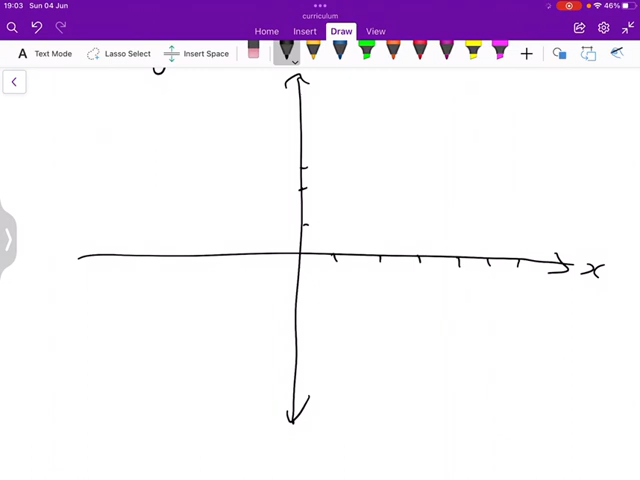 19:03 Sun 04 Jun
46%
curriculum
Home Insert Draw View
A Text Mode Lasso Select Insert Space
x